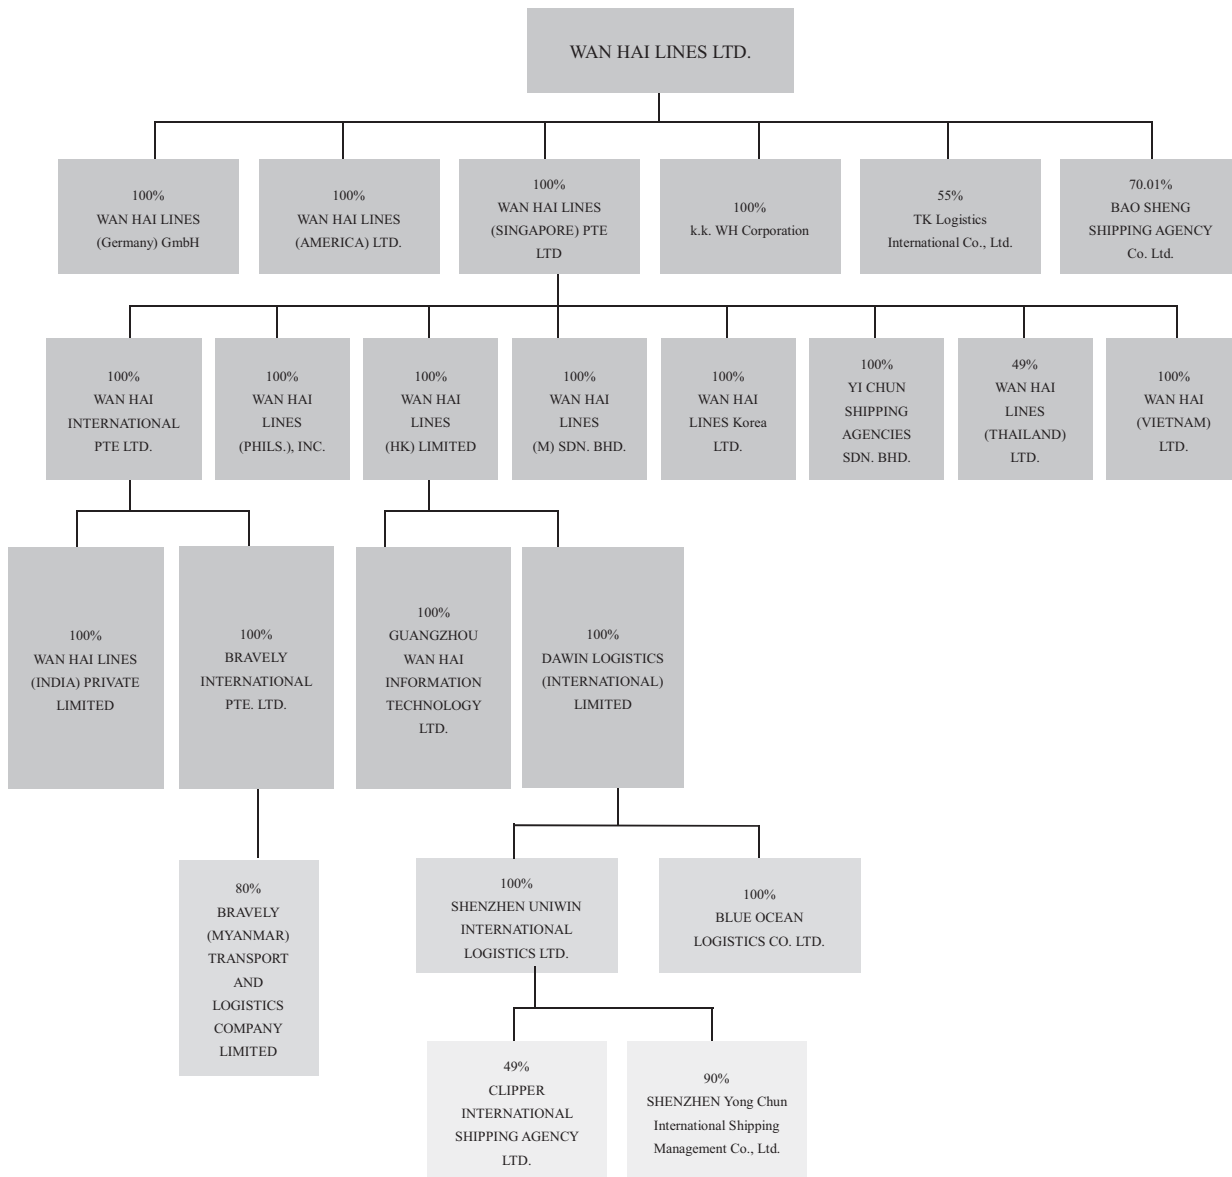 WAN HAI LINES LTD.
100%
WAN HAI LINES
(Germany) GmbH
100%
WAN HAI LINES
(AMERICA) LTD.
100%
WAN HAI LINES
(SINGAPORE) PTE
LTD
100%
k.k. WH Corporation
55%
TK Logistics
International Co., Ltd.
70.01%
BAO SHENG
SHIPPING AGENCY
Co. Ltd.
100%
WAN HAI
INTERNATIONAL
PTE LTD.
100%
WAN HAI
LINES
(PHILS.), INC.
100%
WAN HAI
LINES
(HK) LIMITED
100%
WAN HAI
LINES
(M) SDN. BHD.
100%
WAN HAI
LINES Korea
LTD.
100%
YI CHUN
SHIPPING
AGENCIES
SDN. BHD.
49%
WAN HAI
LINES
(THAILAND)
LTD.
100%
WAN HAI
(VIETNAM)
LTD.
100%
WAN HAI LINES
(INDIA) PRIVATE
LIMITED
100%
BRAVELY
INTERNATIONAL
PTE. LTD.
100%
GUANGZHOU
WAN HAI
INFORMATION
TECHNOLOGY
LTD.
100%
DAWIN LOGISTICS
(INTERNATIONAL)
LIMITED
80%
BRAVELY
(MYANMAR)
TRANSPORT
AND
LOGISTICS
COMPANY
LIMITED
100%
SHENZHEN UNIWIN
INTERNATIONAL
LOGISTICS LTD.
100%
BLUE OCEAN
LOGISTICS CO. LTD.
49%
CLIPPER
INTERNATIONAL
SHIPPING AGENCY
LTD.
90%
SHENZHEN Yong Chun
International Shipping
Management Co., Ltd.